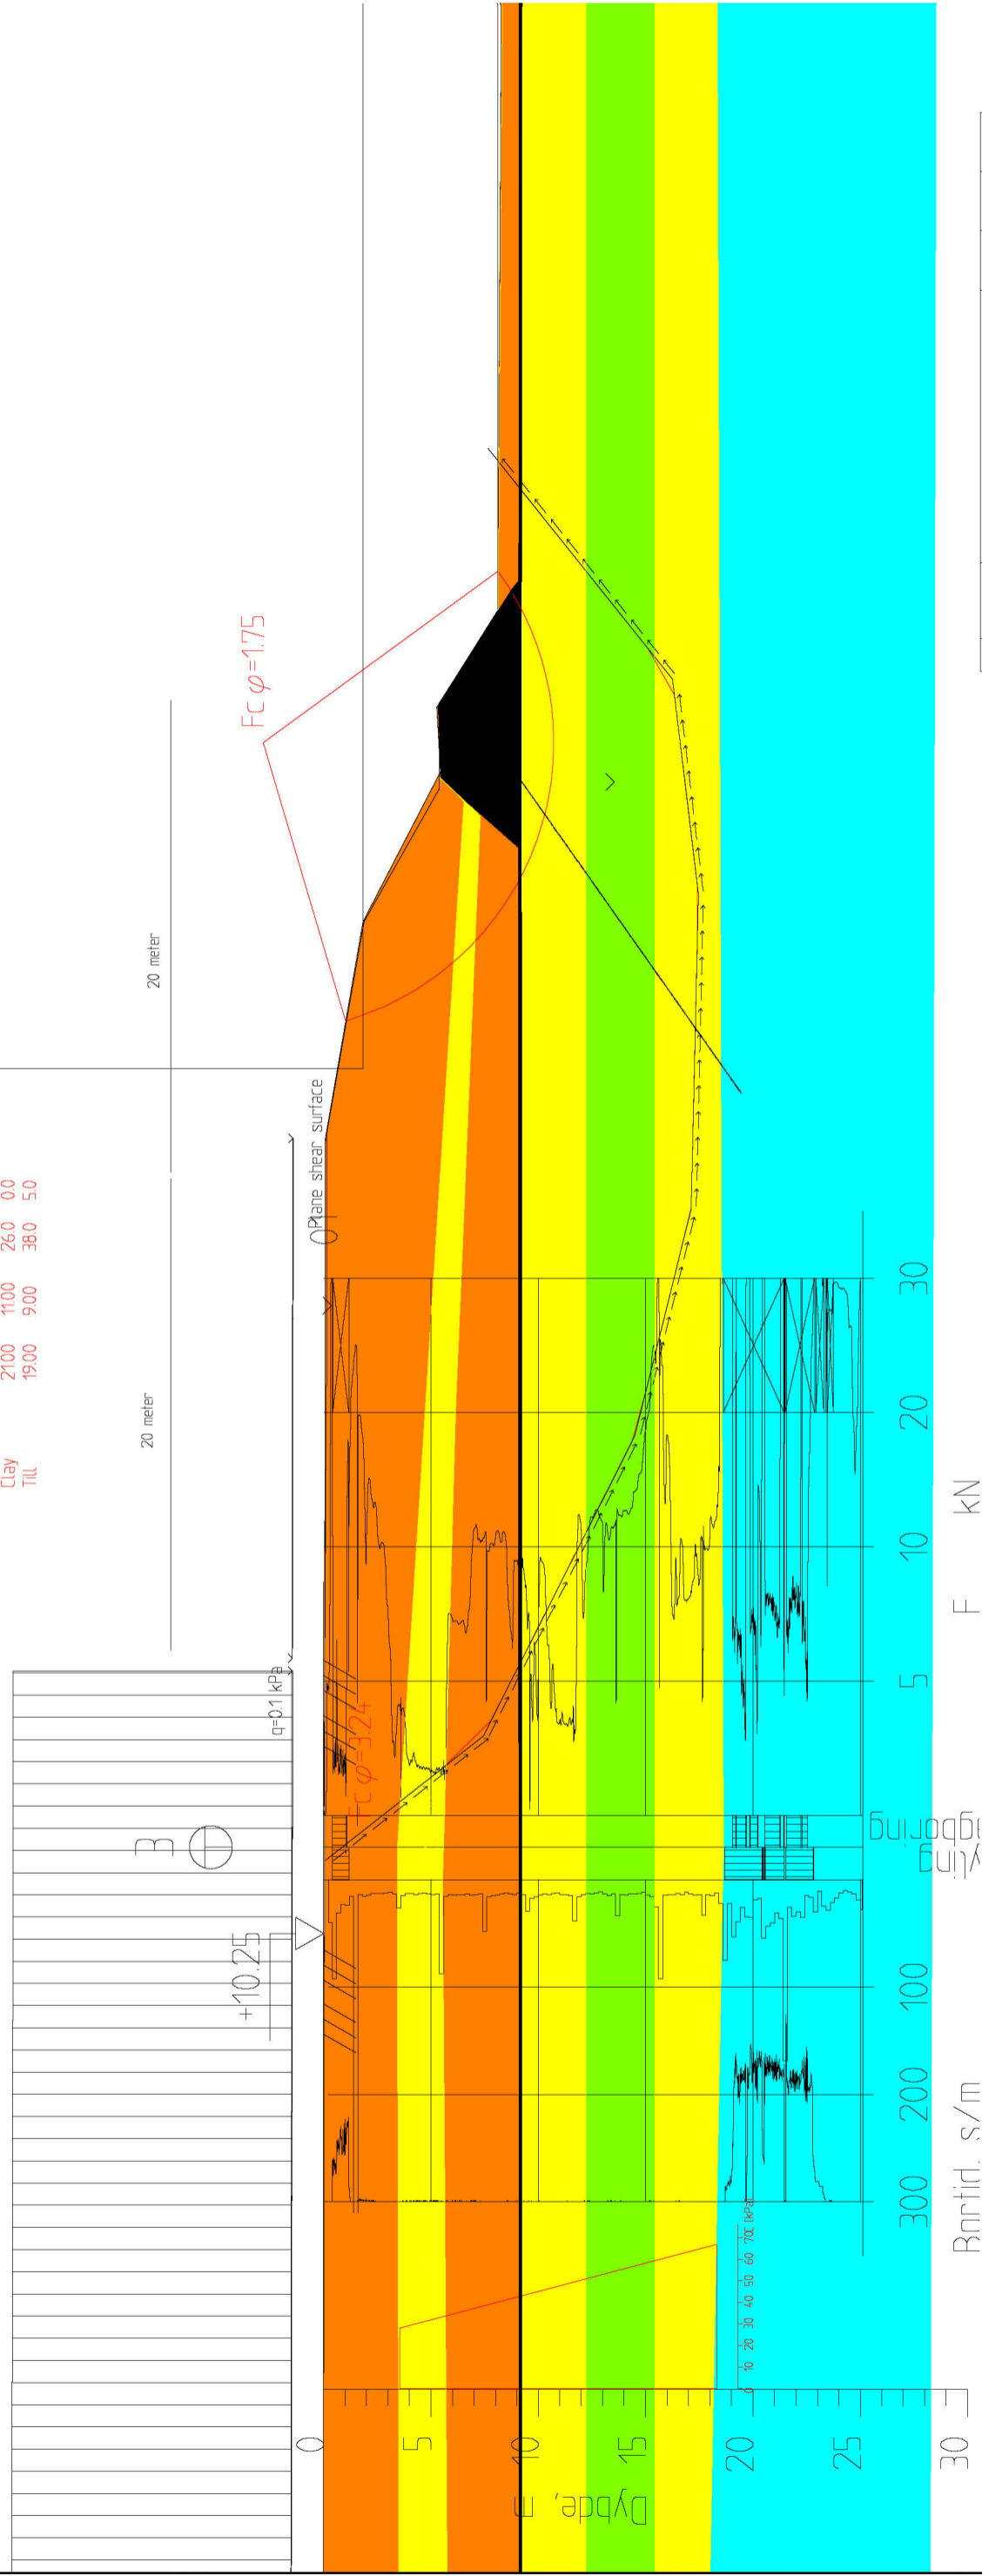 Clay 21.00 11.00 26.0 0.0
Till 19.00 9.00 38.0 5.0
20 meter
20 meter
Fc φ=1.75
q=0.1 kPa
3
+10.25
Plane shear surface
0
Fc φ=3.24
0
5
10
15
20
25
30
Dybde, m
0 10 20 30 40 50 60 70
[kPa]
300 200 100
5 10 20 30
Bortid, s/m
F kN